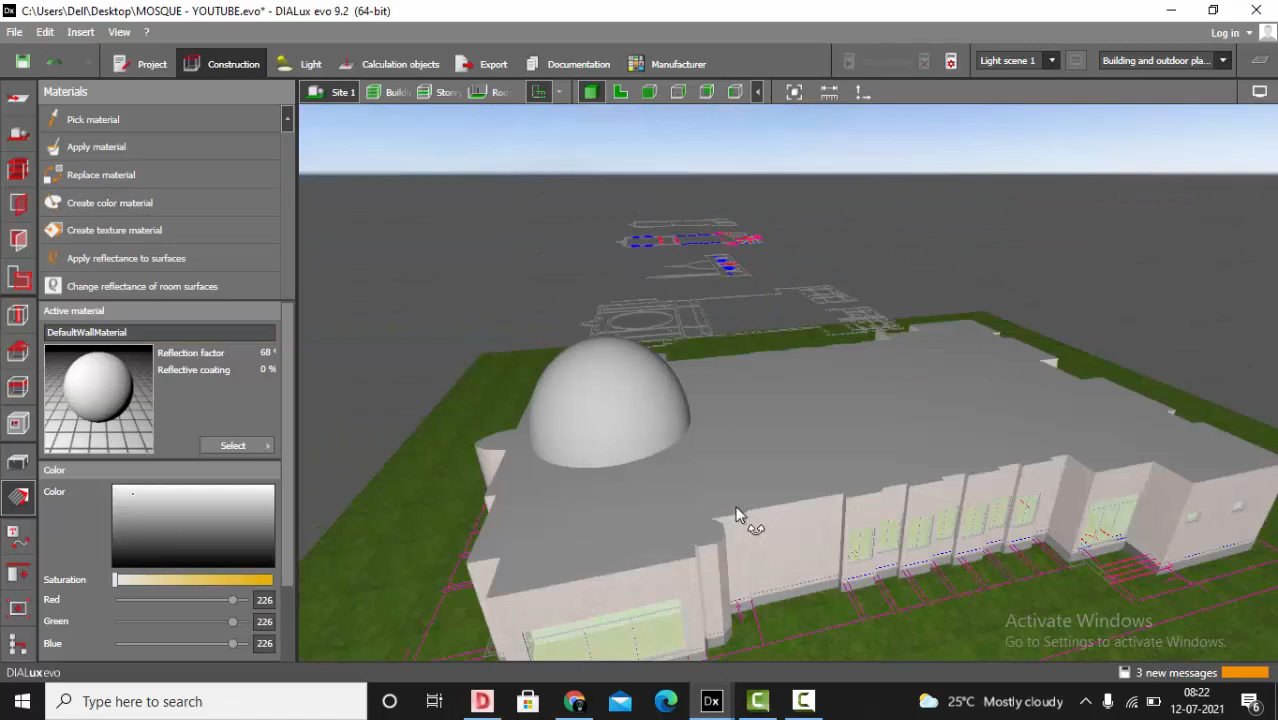 Dx C:\Users\Dell\Desktop\MOSQUE - YOUTUBE.evo* - DIALux evo 9.2 (64-bit)
File Edit Insert View ?
Log in
Project Construction Light Calculation objects Export Documentation Manufacturer
Light scene 1 Building and outdoor pla...
Materials
Site 1
Pick material
Apply material
Replace material
Create color material
Create texture material
Apply reflectance to surfaces
Change reflectance of room surfaces
Active material
DefaultWallMaterial
Reflection factor 68
Reflective coating 0 %
Select
Color
Color
Saturation
Red 226
Green 226
Blue 226
Activate Windows
Go to Settings to activate Windows.
DIALux evo
3 new messages
Type here to search
D
Dx
C
C
25°C Mostly cloudy
08:22
12-07-2021
6